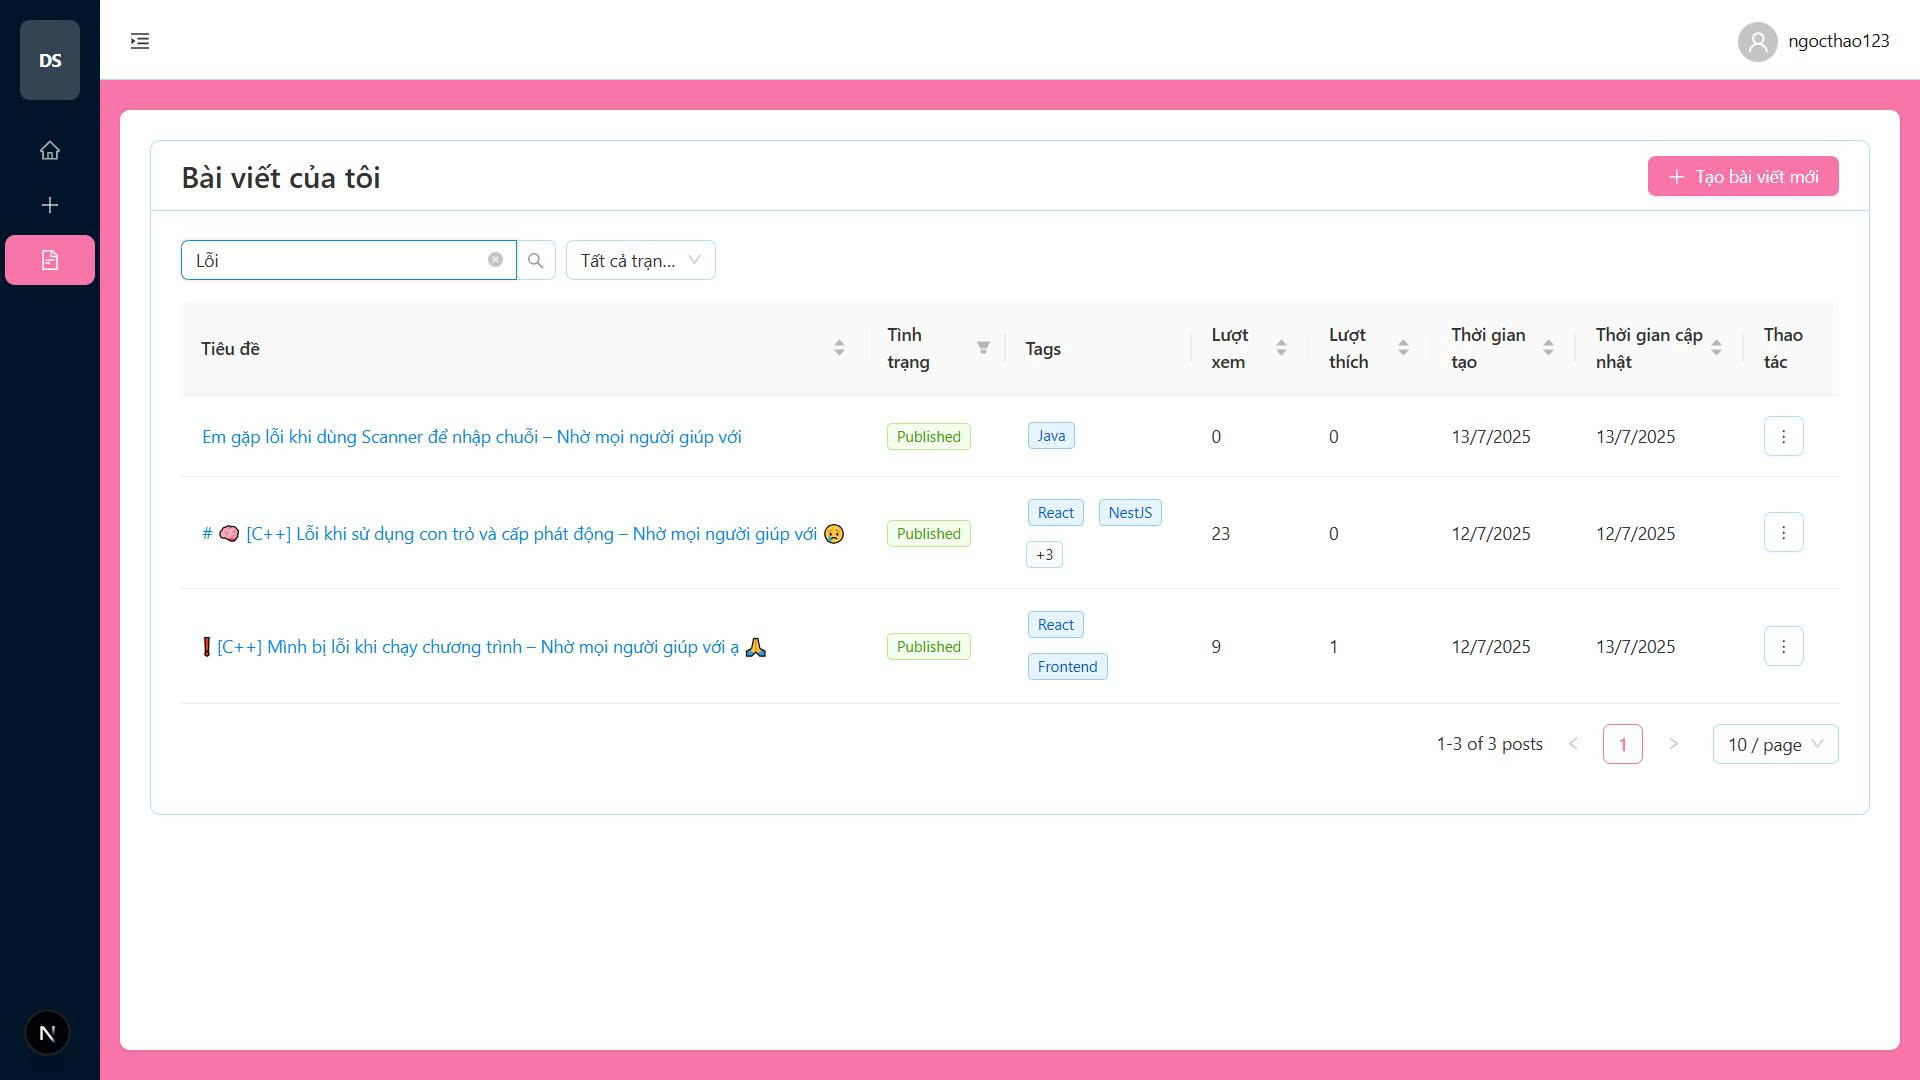 DS
ngocthao123
Bài viết của tôi
Tạo bài viết mới
Lỗi
Tất cả trạn...
Tiêu đề
Tình trạng
Tags
Lượt xem
Lượt thích
Thời gian tạo
Thời gian cập nhật
Thao tác
Em gặp lỗi khi dùng Scanner để nhập chuỗi – Nhờ mọi người giúp với
Published
Java
0
0
13/7/2025
13/7/2025
# 🧠 [C++] Lỗi khi sử dụng con trỏ và cấp phát động – Nhờ mọi người giúp với 😥
Published
React
NestJS
+3
23
0
12/7/2025
12/7/2025
❗[C++] Mình bị lỗi khi chạy chương trình – Nhờ mọi người giúp với ạ 🙏
Published
React
Frontend
9
1
12/7/2025
13/7/2025
1-3 of 3 posts
1
10 / page
N